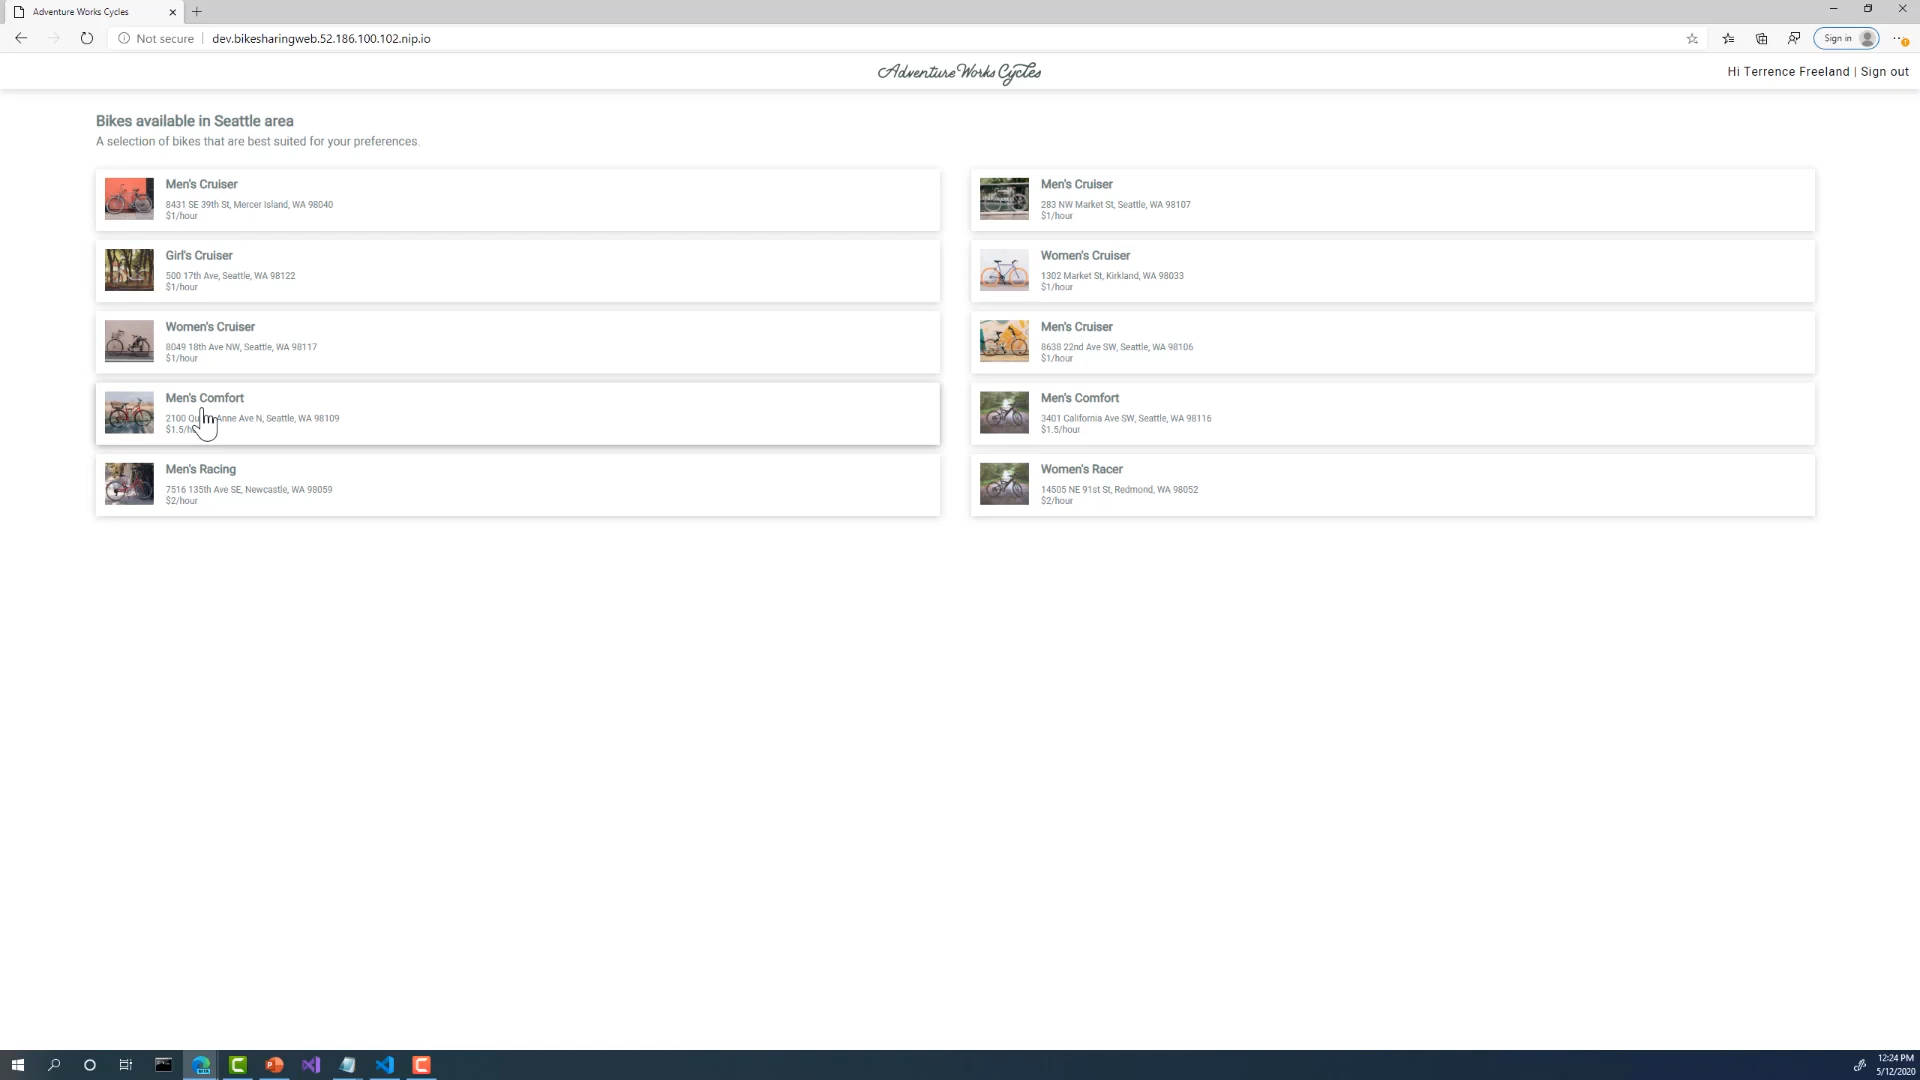 Adventure Works Cycles
Not secure
dev.bikesharingweb.52.186.100.102.nip.io
Sign in
Adventure Works Cycles
Hi Terrence Freeland | Sign out
Bikes available in Seattle area
A selection of bikes that are best suited for your preferences.
Men's Cruiser
8431 SE 39th St, Mercer Island, WA 98040
$1/hour
Men's Cruiser
283 NW Market St, Seattle, WA 98107
$1/hour
Girl's Cruiser
500 17th Ave, Seattle, WA 98122
$1/hour
Women's Cruiser
1302 Market St, Kirkland, WA 98033
$1/hour
Women's Cruiser
8049 18th Ave NW, Seattle, WA 98117
$1/hour
Men's Cruiser
8638 22nd Ave SW, Seattle, WA 98106
$1/hour
Men's Comfort
2100 Anne Ave N, Seattle, WA 98109
$1.5/
Men's Comfort
3401 California Ave SW, Seattle, WA 98116
$1.5/hour
Men's Racing
7516 135th Ave SE, Newcastle, WA 98059
$2/hour
Women's Racer
14505 NE 91st St, Redmond, WA 98052
$2/hour
12:24 PM
5/12/2020